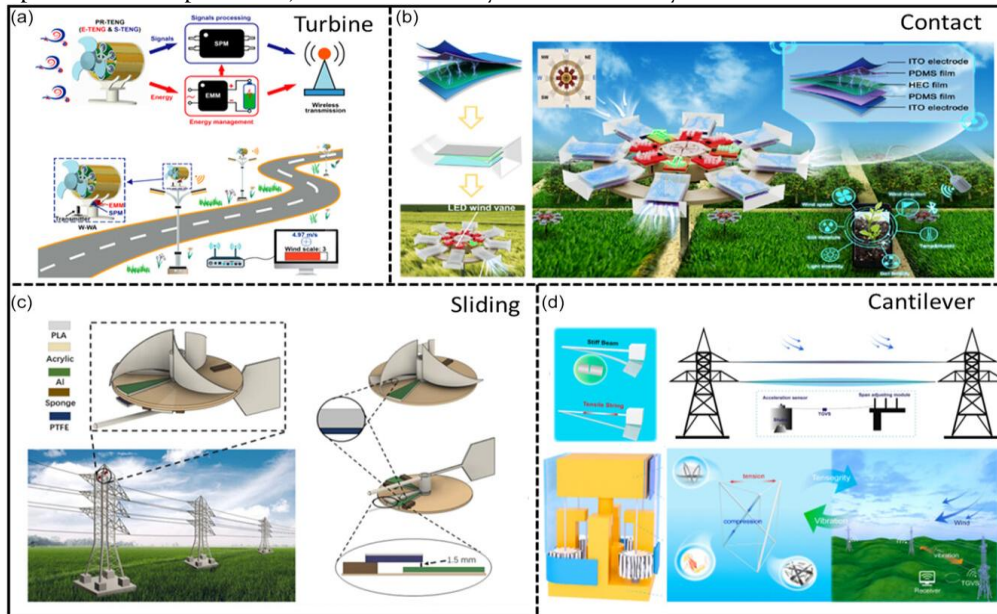 (a)
Turbine
PR-TENG
(E-TENG & S-TENG)
Signals
Signals processing
SPM
Energy
EMM
Energy management
Wireless
transmission
EMM
SPM
Transmitter
W-WA
4.97 m/s
Wind scale: 3
(b)
Contact
LED wind vane
ITO electrode
PDMS film
HEC film
PDMS film
ITO electrode
Wind direction
Wind speed
Light intensity
(c)
Sliding
PLA
Acrylic
Al
Sponge
PTFE
1.5 mm
(d)
Cantilever
Stiff Beam
Tensile String
Acceleration sensor
Span adjusting module
TGVS
tension
compression
Tensegrity
Vibration
Wind
vibration
Receiver
TGVS